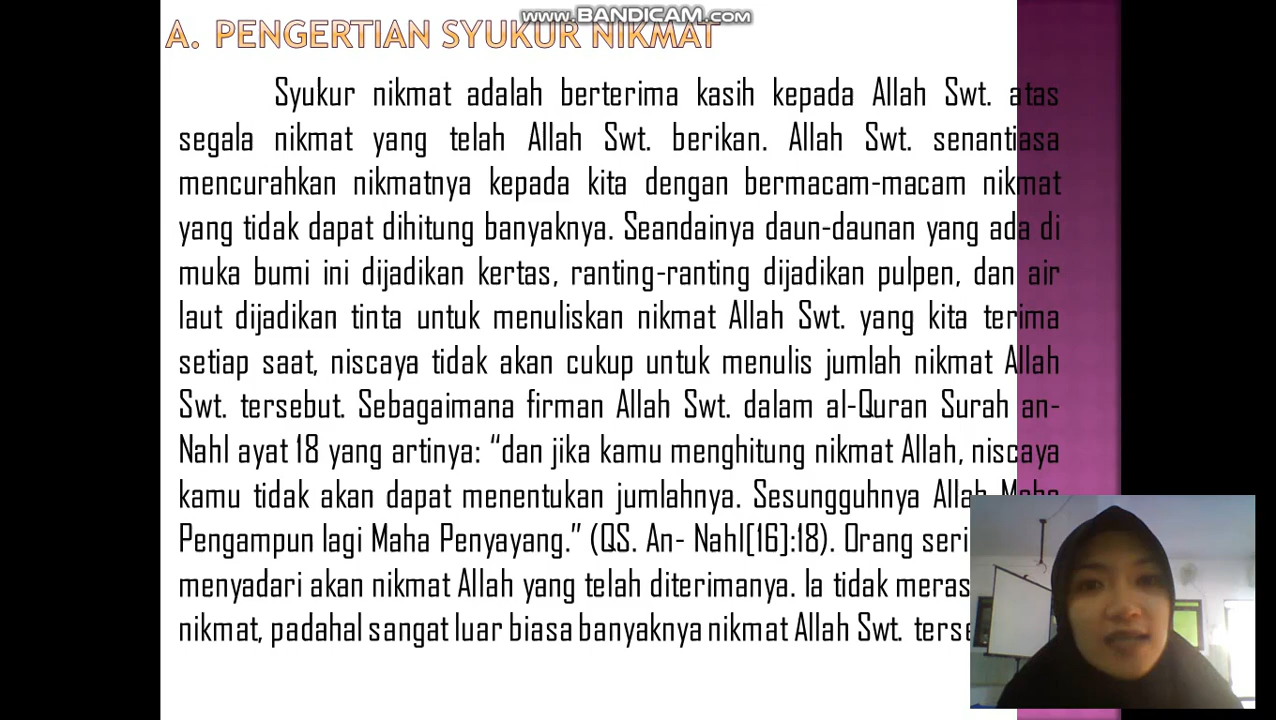 www.BANDICAM.com
A. PENGERTIAN SYUKUR NIKMAT
Syukur nikmat adalah berterima kasih kepada Allah Swt. atas
segala nikmat yang telah Allah Swt. berikan. Allah Swt. senantiasa
mencurahkan nikmatnya kepada kita dengan bermacam-macam nikmat
yang tidak dapat dihitung banyaknya. Seandainya daun-daunan yang ada di
muka bumi ini dijadikan kertas, ranting-ranting dijadikan pulpen, dan air
laut dijadikan tinta untuk menuliskan nikmat Allah Swt. yang kita terima
setiap saat, niscaya tidak akan cukup untuk menulis jumlah nikmat Allah
Swt. tersebut. Sebagaimana firman Allah Swt. dalam al-Quran Surah an-
Nahl ayat 18 yang artinya: “dan jika kamu menghitung nikmat Allah, niscaya
kamu tidak akan dapat menentukan jumlahnya. Sesungguhnya Allah Maha
Pengampun lagi Maha Penyayang.” (QS. An- Nahl[16]:18). Orang seri
menyadari akan nikmat Allah yang telah diterimanya. Ia tidak meras
nikmat, padahal sangat luar biasa banyaknya nikmat Allah Swt. terse